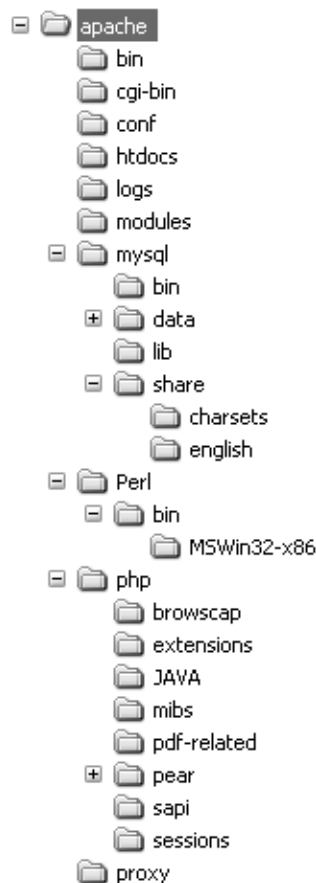 apache
bin
cgi-bin
conf
htdocs
logs
modules
mysql
bin
data
lib
share
charsets
english
Perl
bin
MSWin32-x86
php
browscap
extensions
JAVA
mibs
pdf-related
pear
sapi
sessions
proxy